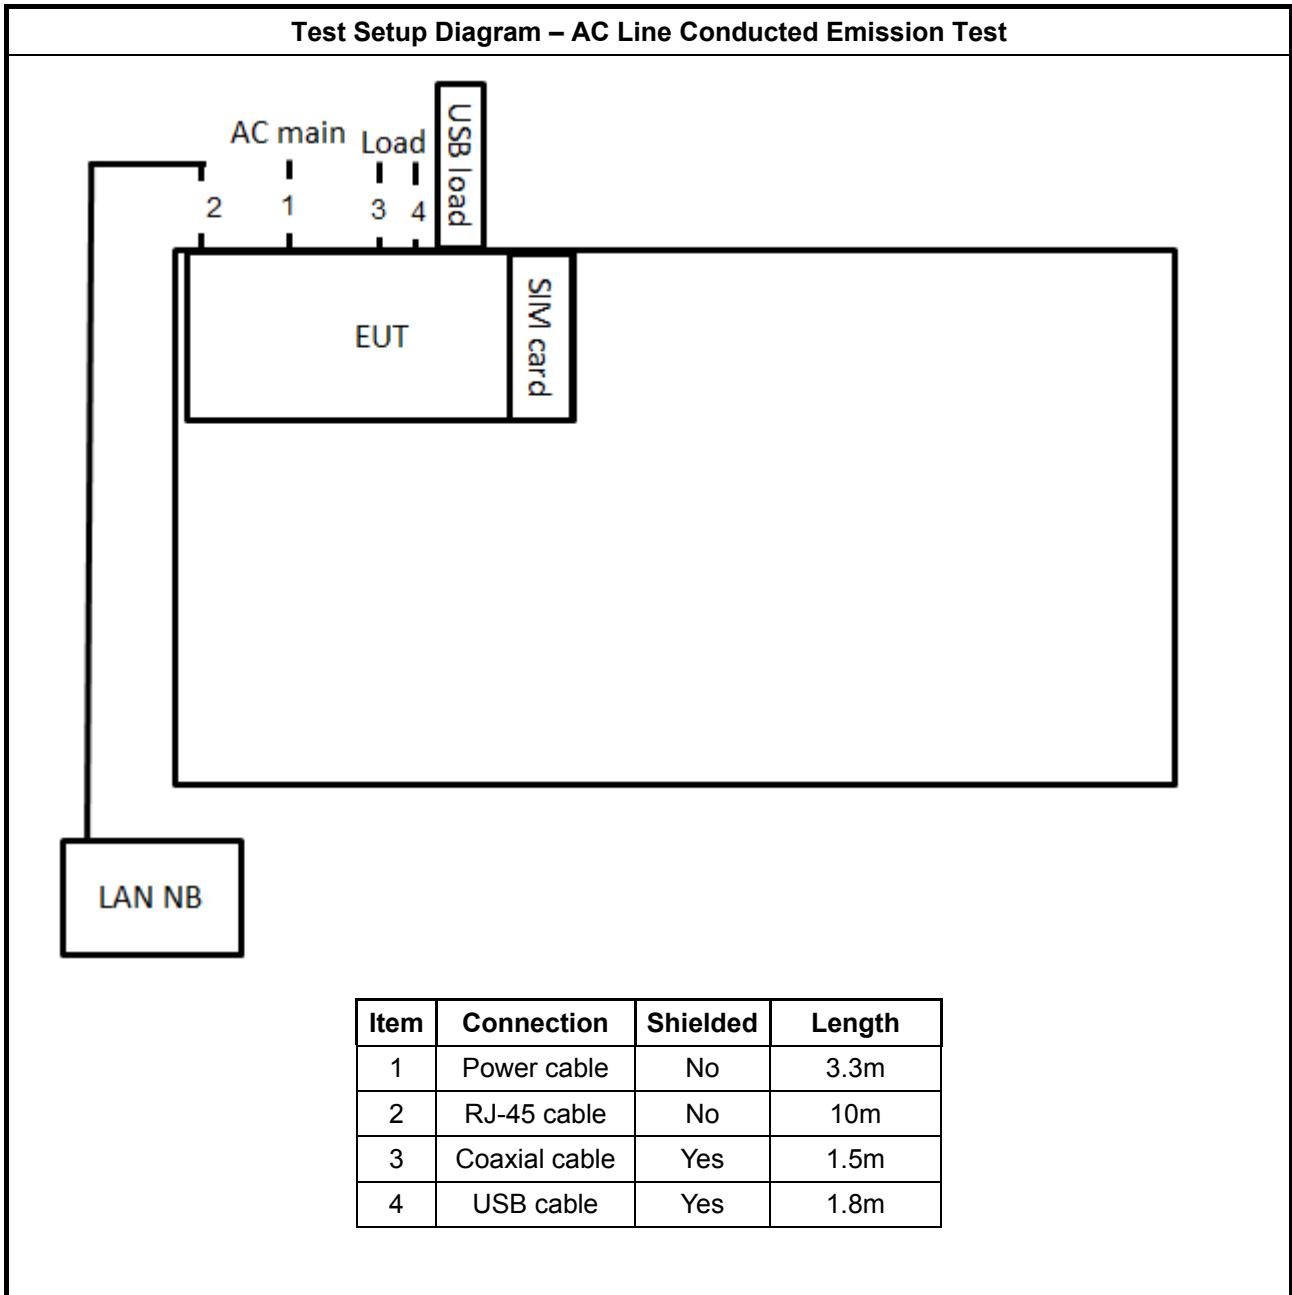 Test Setup Diagram – AC Line Conducted Emission Test
USB load
AC main
Load
2
1
3
4
EUT
SIM card
LAN NB
Item Connection Shielded Length
1 Power cable No 3.3m
2 RJ-45 cable No 10m
3 Coaxial cable Yes 1.5m
4 USB cable Yes 1.8m